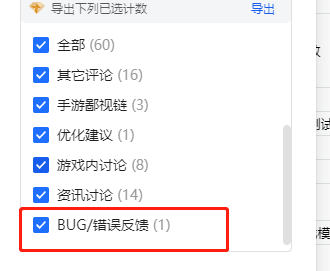 导出下列已选计数 导出
全部 (60)
其它评论 (16)
手游鄙视链 (3)
优化建议 (1)
游戏内讨论 (8)
资讯讨论 (14)
BUG/错误反馈 (1)